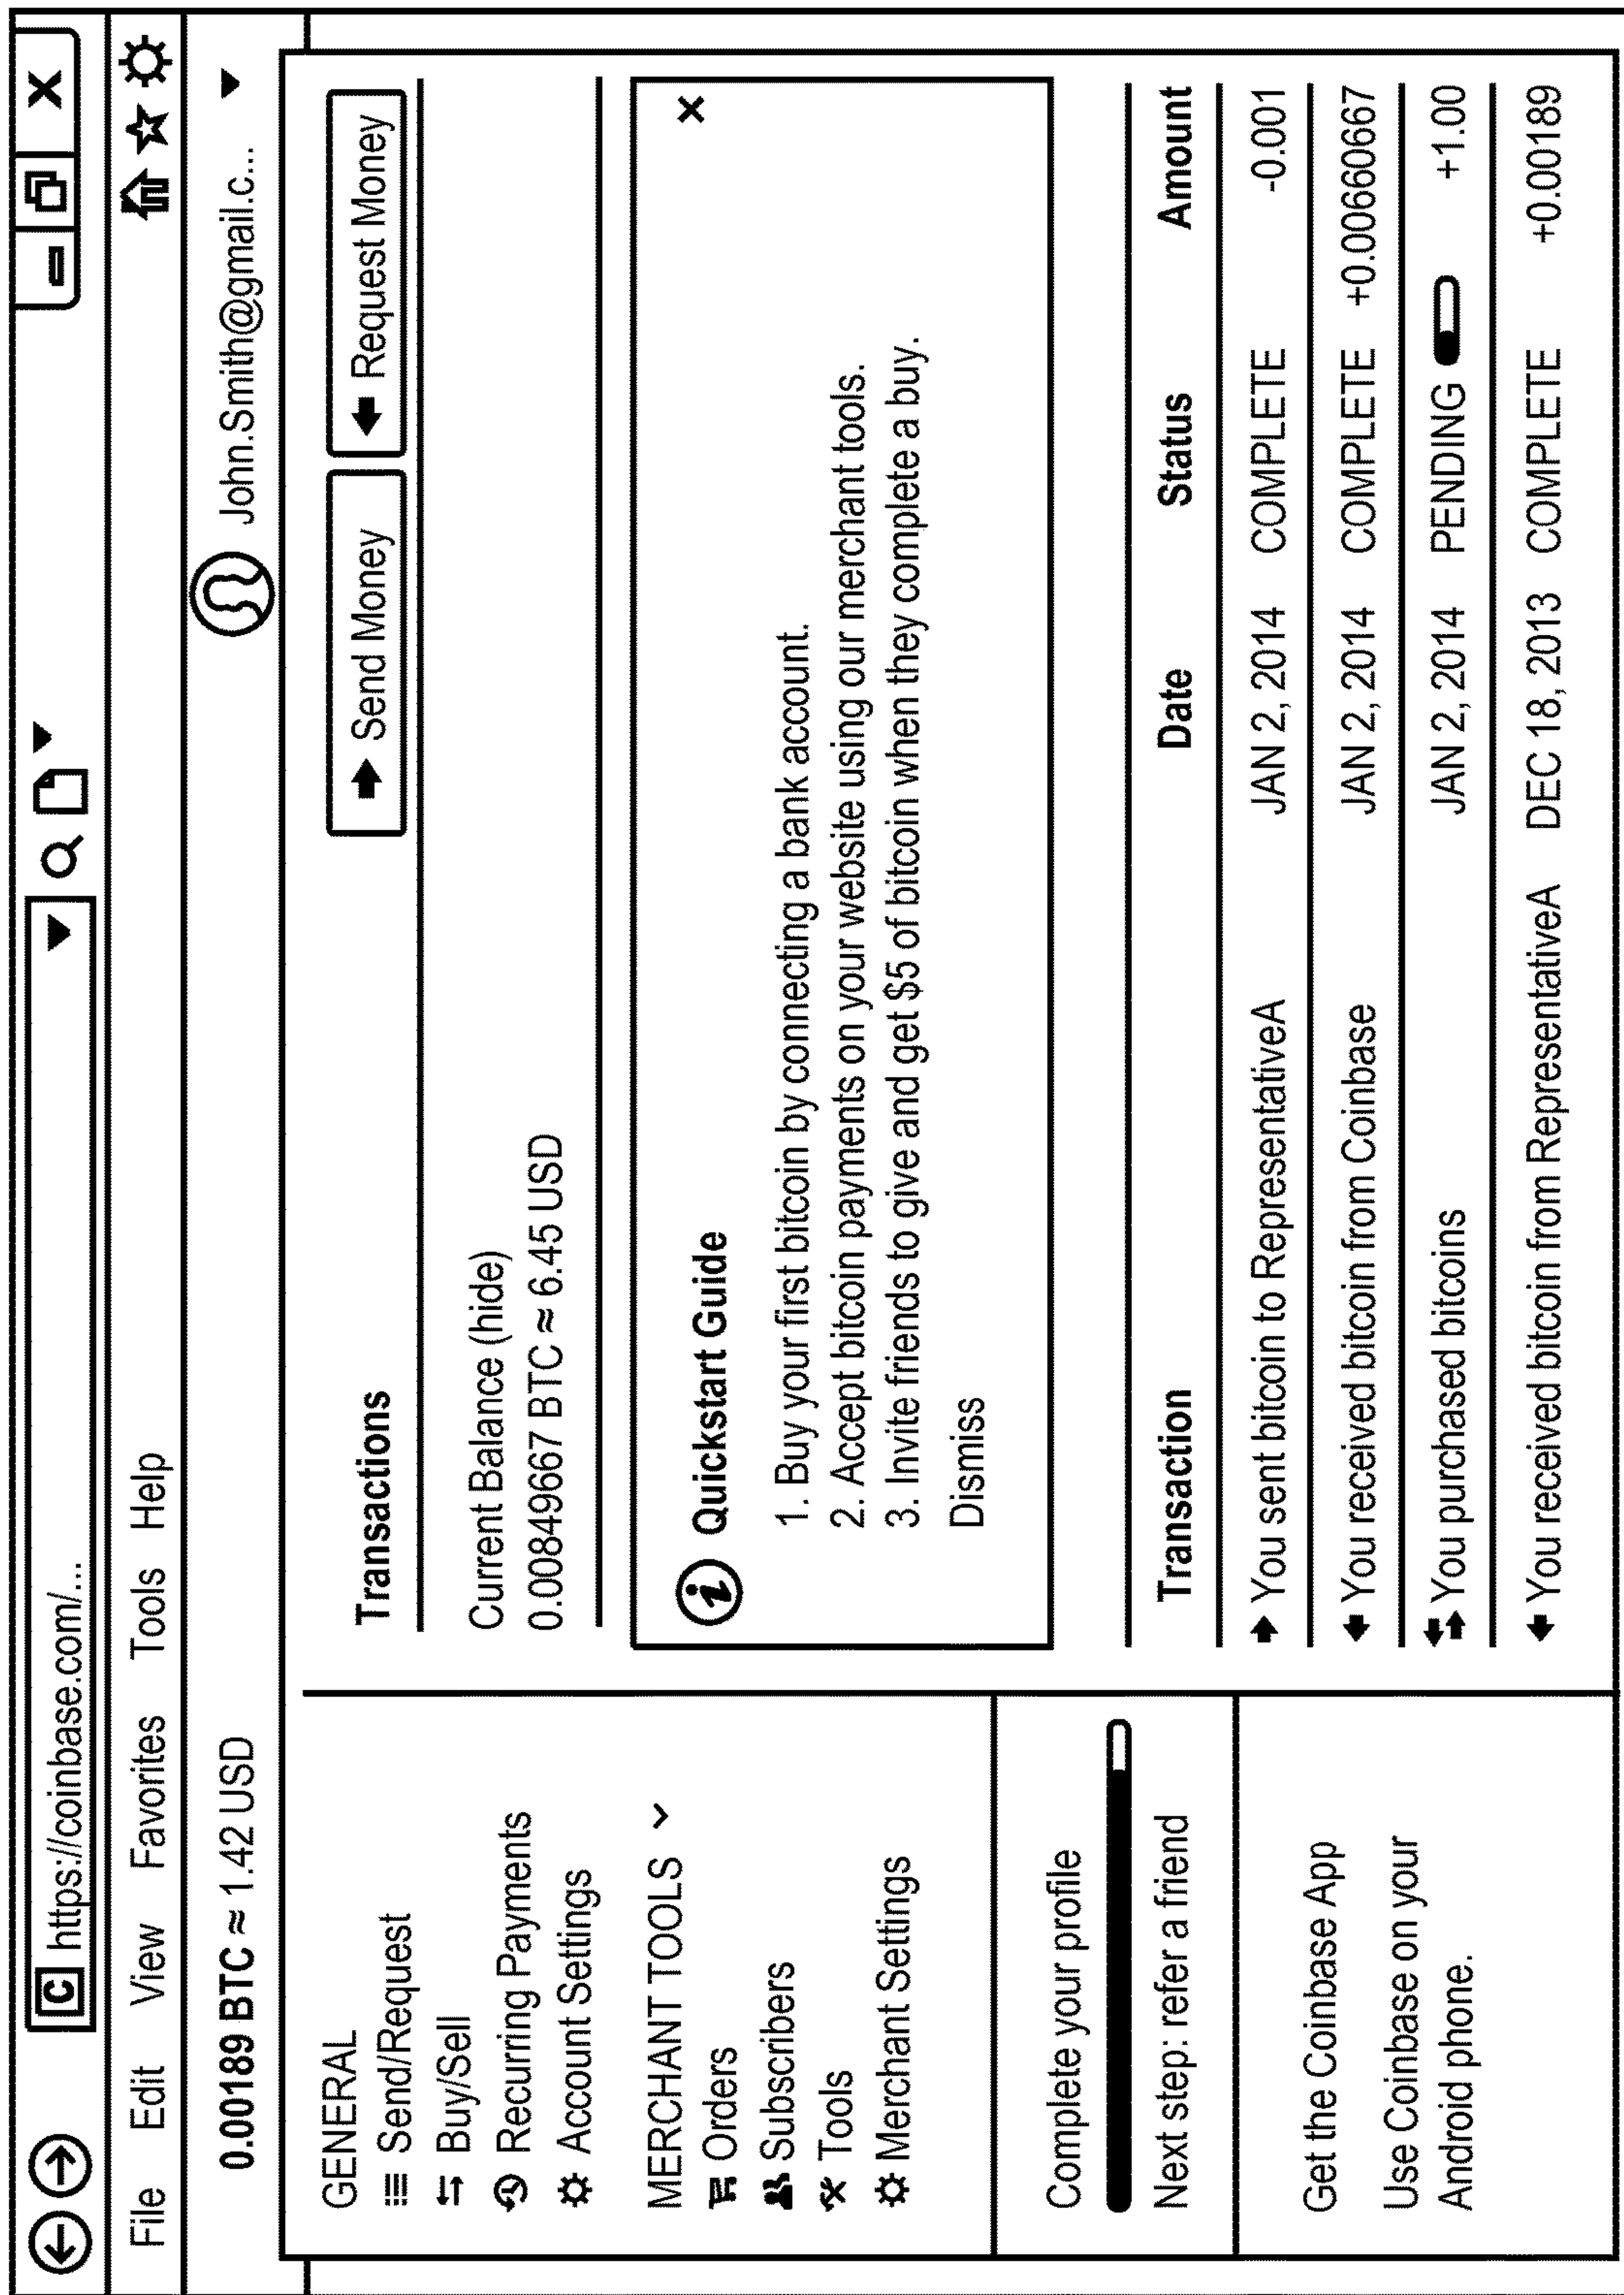 X
C https://coinbase.com/...
File Edit View Favorites Tools Help
0.00189 BTC ≈ 1.42 USD
John.Smith@gmail.c...
GENERAL
Send/Request
Buy/Sell
Recurring Payments
Account Settings
MERCHANT TOOLS
Orders
Subscribers
Tools
Merchant Settings
Complete your profile
Next step: refer a friend
Get the Coinbase App
Use Coinbase on your
Android phone.
Transactions
Send Money
Request Money
Current Balance (hide)
0.00849667 BTC ≈ 6.45 USD
i Quickstart Guide
×
1. Buy your first bitcoin by connecting a bank account.
2. Accept bitcoin payments on your website using our merchant tools.
3. Invite friends to give and get $5 of bitcoin when they complete a buy.
Dismiss
Transaction Date Status Amount
You sent bitcoin to RepresentativeA JAN 2, 2014 COMPLETE -0.001
You received bitcoin from Coinbase JAN 2, 2014 COMPLETE +0.00660667
You purchased bitcoins JAN 2, 2014 PENDING +1.00
You received bitcoin from RepresentativeA DEC 18, 2013 COMPLETE +0.00189